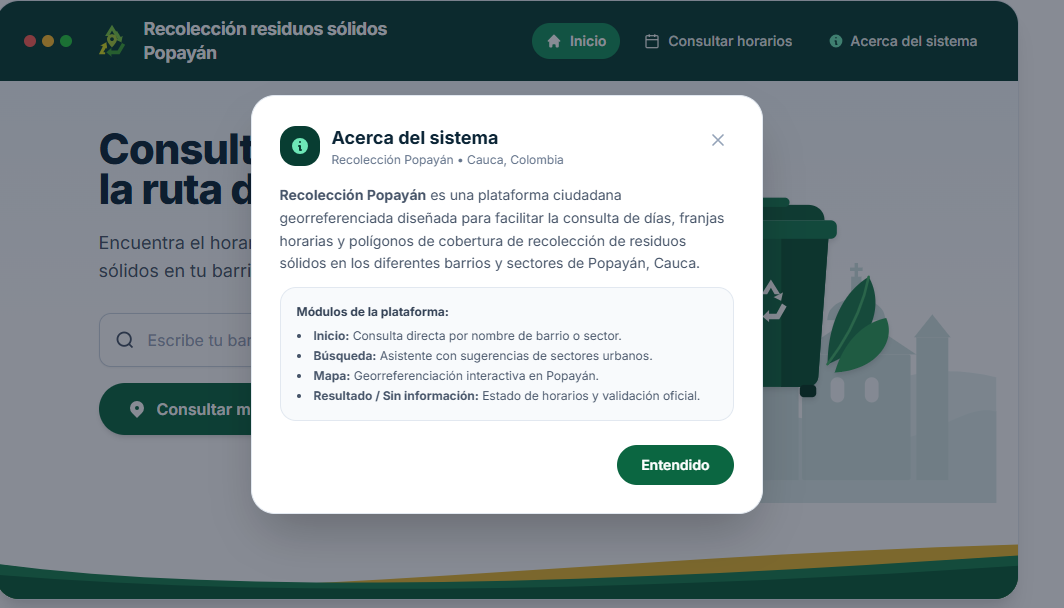 Recolección residuos sólidos
Popayán
Inicio
Consultar horarios
Acerca del sistema
Consult
la ruta d
Encuentra el horar
sólidos en tu barri
Escribe tu bar
Consultar m
Acerca del sistema
Recolección Popayán • Cauca, Colombia
Recolección Popayán es una plataforma ciudadana
georreferenciada diseñada para facilitar la consulta de días, franjas
horarias y polígonos de cobertura de recolección de residuos
sólidos en los diferentes barrios y sectores de Popayán, Cauca.
Módulos de la plataforma:
• Inicio: Consulta directa por nombre de barrio o sector.
• Búsqueda: Asistente con sugerencias de sectores urbanos.
• Mapa: Georreferenciación interactiva en Popayán.
• Resultado / Sin información: Estado de horarios y validación oficial.
Entendido